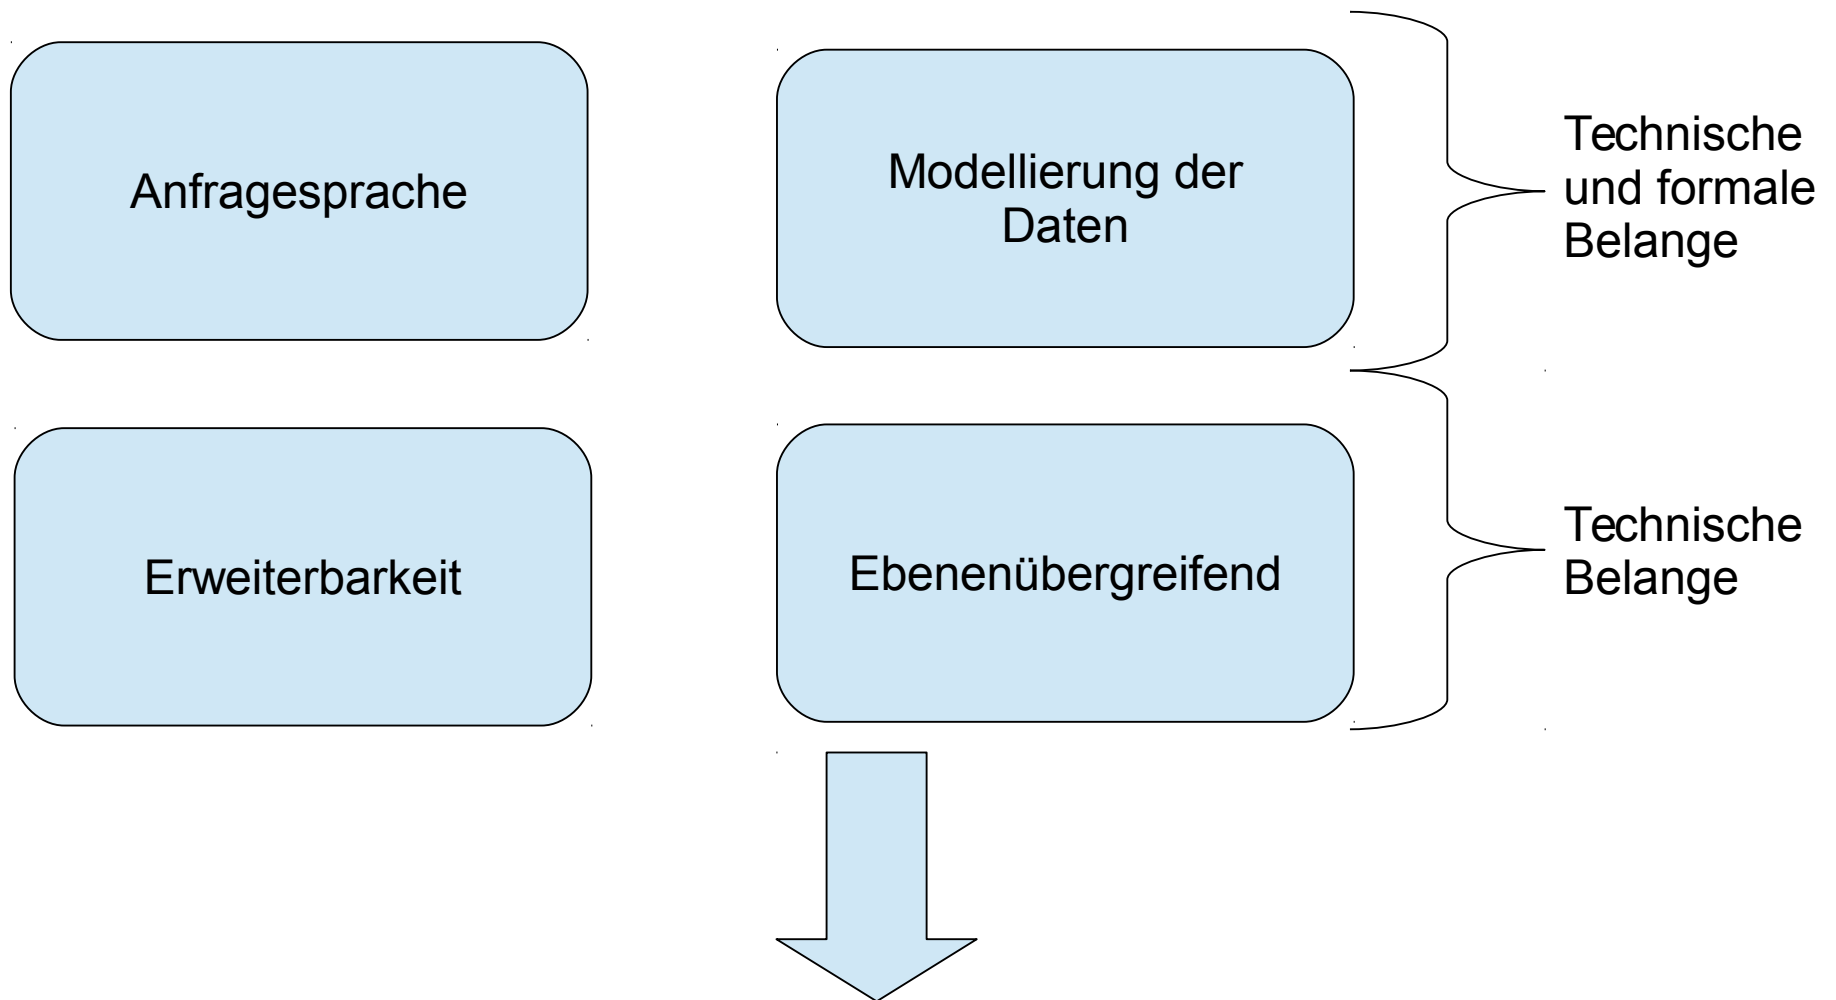 Anfragesprache
Modellierung der
Daten
Technische
und formale
Belange
Erweiterbarkeit
Ebenenübergreifend
Technische
Belange